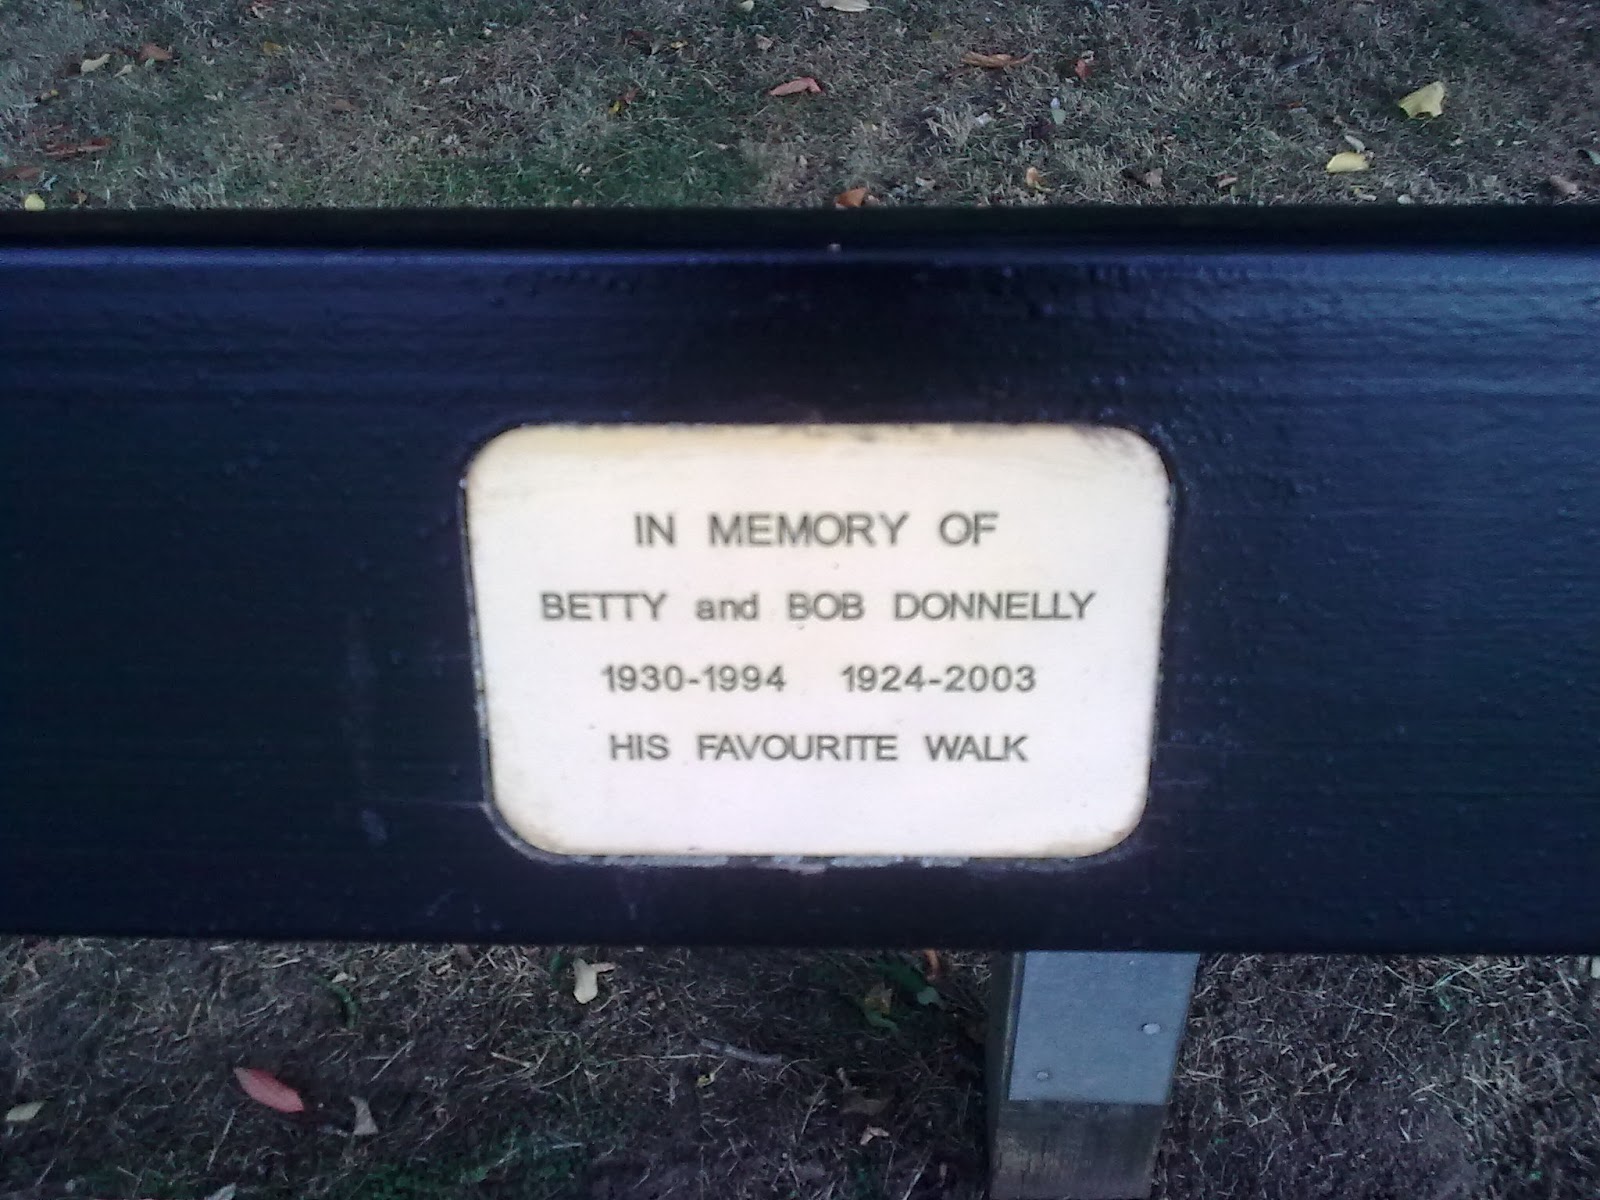 IN MEMORY OF
BETTY and BOB DONNELLY
1930-1994 1924-2003
HIS FAVOURITE WALK